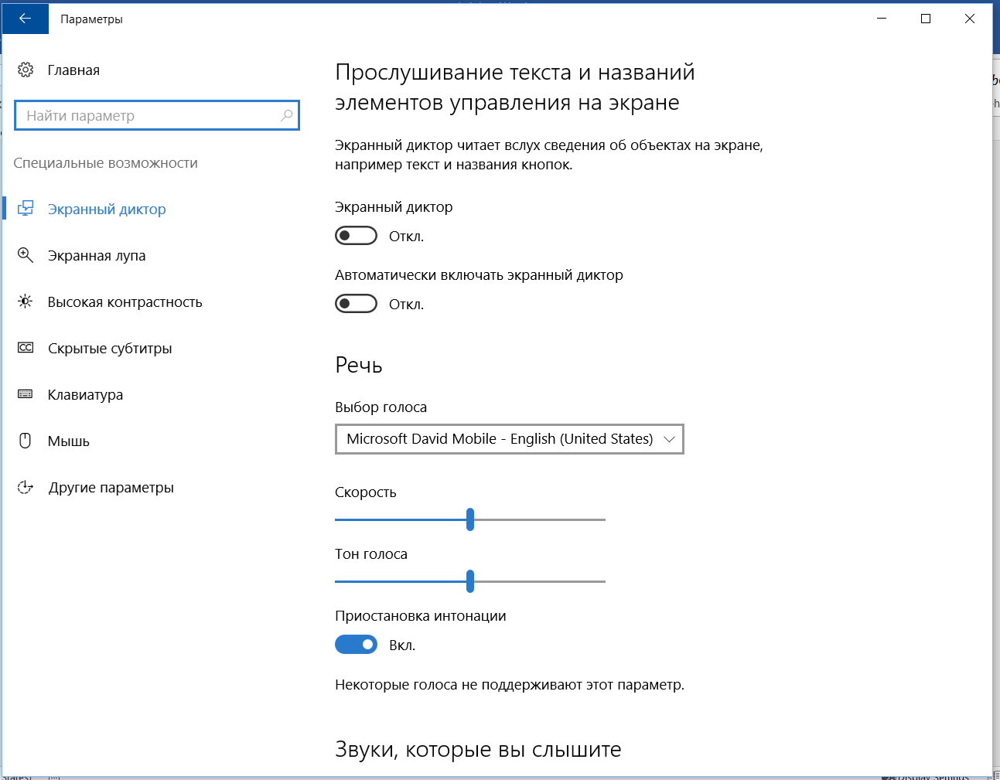 Параметры
Главная
Найти параметр
Специальные возможности
Экранный диктор
Экранная лупа
Высокая контрастность
Скрытые субтитры
Клавиатура
Мышь
Другие параметры
Прослушивание текста и названий
элементов управления на экране
Экранный диктор читает вслух сведения об объектах на экране,
например текст и названия кнопок.
Экранный диктор
Откл.
Автоматически включать экранный диктор
Откл.
Речь
Выбор голоса
Microsoft David Mobile - English (United States)
Скорость
Тон голоса
Приостановка интонации
Вкл.
Некоторые голоса не поддерживают этот параметр.
Звуки, которые вы слышите
Display Settings